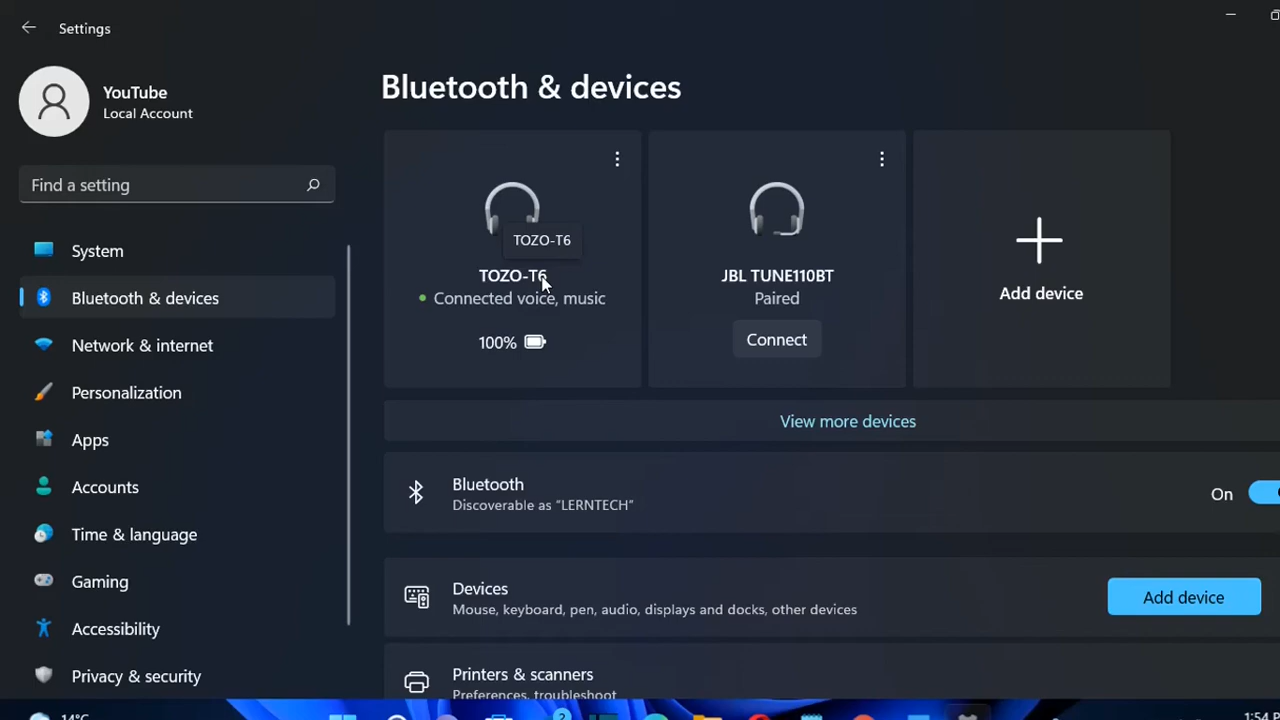 Settings
YouTube
Local Account
Find a setting
System
Bluetooth & devices
Network & internet
Personalization
Apps
Accounts
Time & language
Gaming
Accessibility
Privacy & security
Bluetooth & devices
TOZO-T6
TOZO-T6
Connected voice, music
100%
JBL TUNE110BT
Paired
Connect
Add device
View more devices
Bluetooth
Discoverable as "LERNTECH"
On
Devices
Mouse, keyboard, pen, audio, displays and docks, other devices
Add device
Printers & scanners
Preferences, troubleshoot
14°C
1:54 P